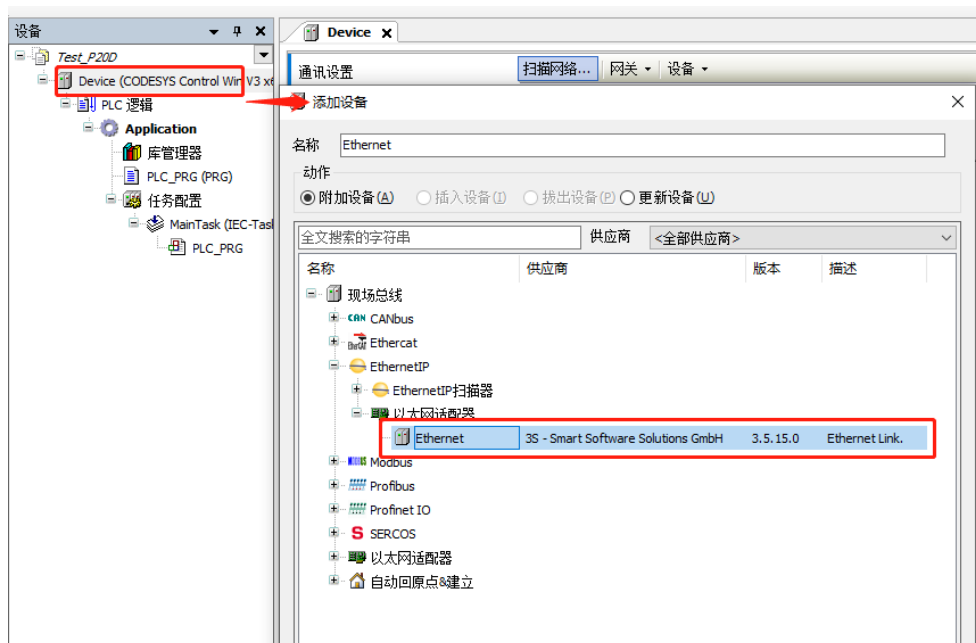 设备
Test_P20D
Device (CODESYS Control Win V3 x6
PLC 逻辑
Application
库管理器
PLC_PRG (PRG)
任务配置
MainTask (IEC-Tasl
PLC_PRG
Device
通讯设置
扫描网络... 网关 设备
添加设备
名称 Ethernet
动作
附加设备(A) 插入设备(I) 拔出设备(P) 更新设备(U)
全文搜索的字符串 供应商 <全部供应商>
名称 供应商 版本 描述
现场总线
CAN CANbus
EtherCAT Ethercat
EthernetIP
EthernetIP扫描器
以太网适配器
Ethernet 3S - Smart Software Solutions GmbH 3.5.15.0 Ethernet Link.
Modbus
Profibus
Profinet IO
S SERCOS
以太网适配器
自动回原点&建立